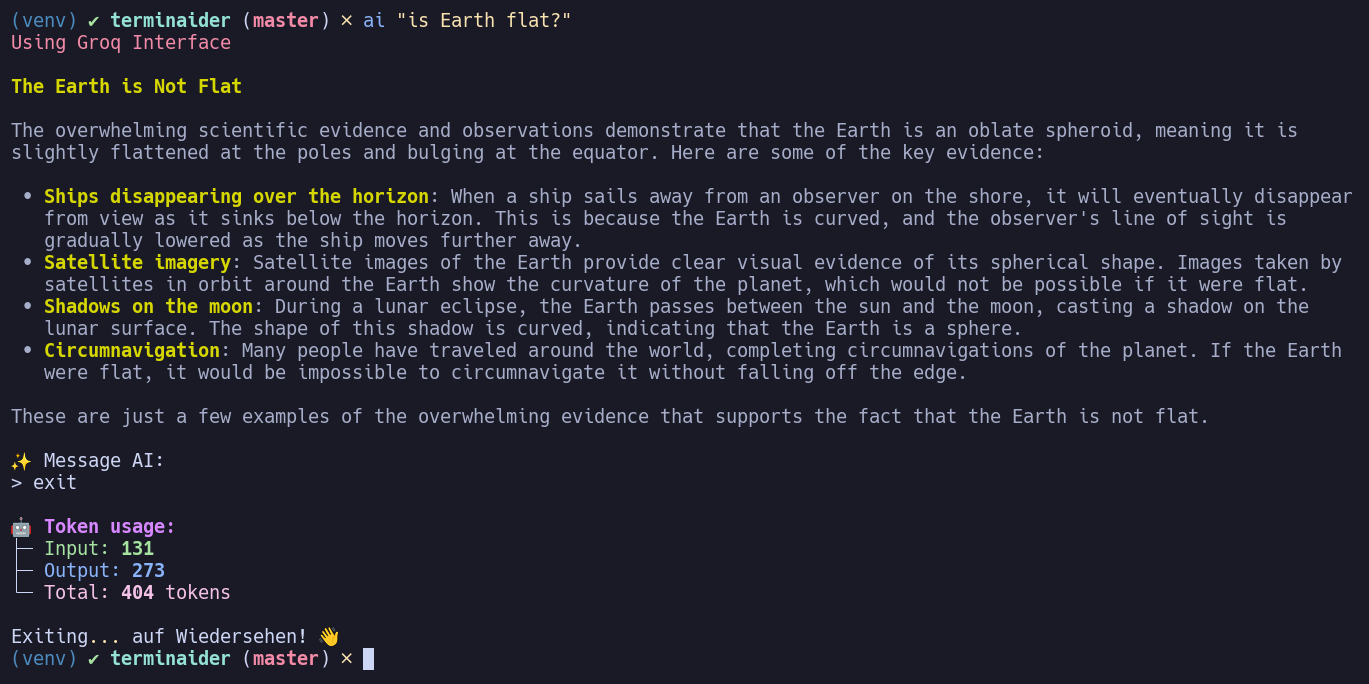 (venv) ✔ terminaider (master) ✕ ai "is Earth flat?"
Using Groq Interface
The Earth is Not Flat
The overwhelming scientific evidence and observations demonstrate that the Earth is an oblate spheroid, meaning it is
slightly flattened at the poles and bulging at the equator. Here are some of the key evidence:
• Ships disappearing over the horizon: When a ship sails away from an observer on the shore, it will eventually disappear
from view as it sinks below the horizon. This is because the Earth is curved, and the observer's line of sight is
gradually lowered as the ship moves further away.
• Satellite imagery: Satellite images of the Earth provide clear visual evidence of its spherical shape. Images taken by
satellites in orbit around the Earth show the curvature of the planet, which would not be possible if it were flat.
• Shadows on the moon: During a lunar eclipse, the Earth passes between the sun and the moon, casting a shadow on the
lunar surface. The shape of this shadow is curved, indicating that the Earth is a sphere.
• Circumnavigation: Many people have traveled around the world, completing circumnavigations of the planet. If the Earth
were flat, it would be impossible to circumnavigate it without falling off the edge.
These are just a few examples of the overwhelming evidence that supports the fact that the Earth is not flat.
✨ Message AI:
> exit
🤖 Token usage:
├─ Input: 131
├─ Output: 273
└─ Total: 404 tokens
Exiting... auf Wiedersehen! 👋
(venv) ✔ terminaider (master) ✕